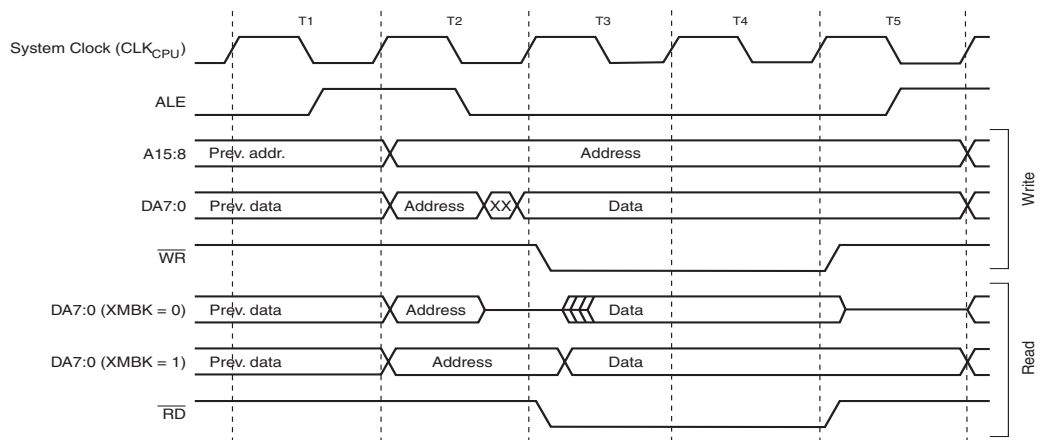 T1 T2 T3 T4 T5
System Clock (CLKCPU)
ALE
A15:8 Prev. addr. Address
DA7:0 Prev. data Address XX Data
WR
Write
DA7:0 (XMBK = 0) Prev. data Address Data
DA7:0 (XMBK = 1) Prev. data Address Data
RD
Read